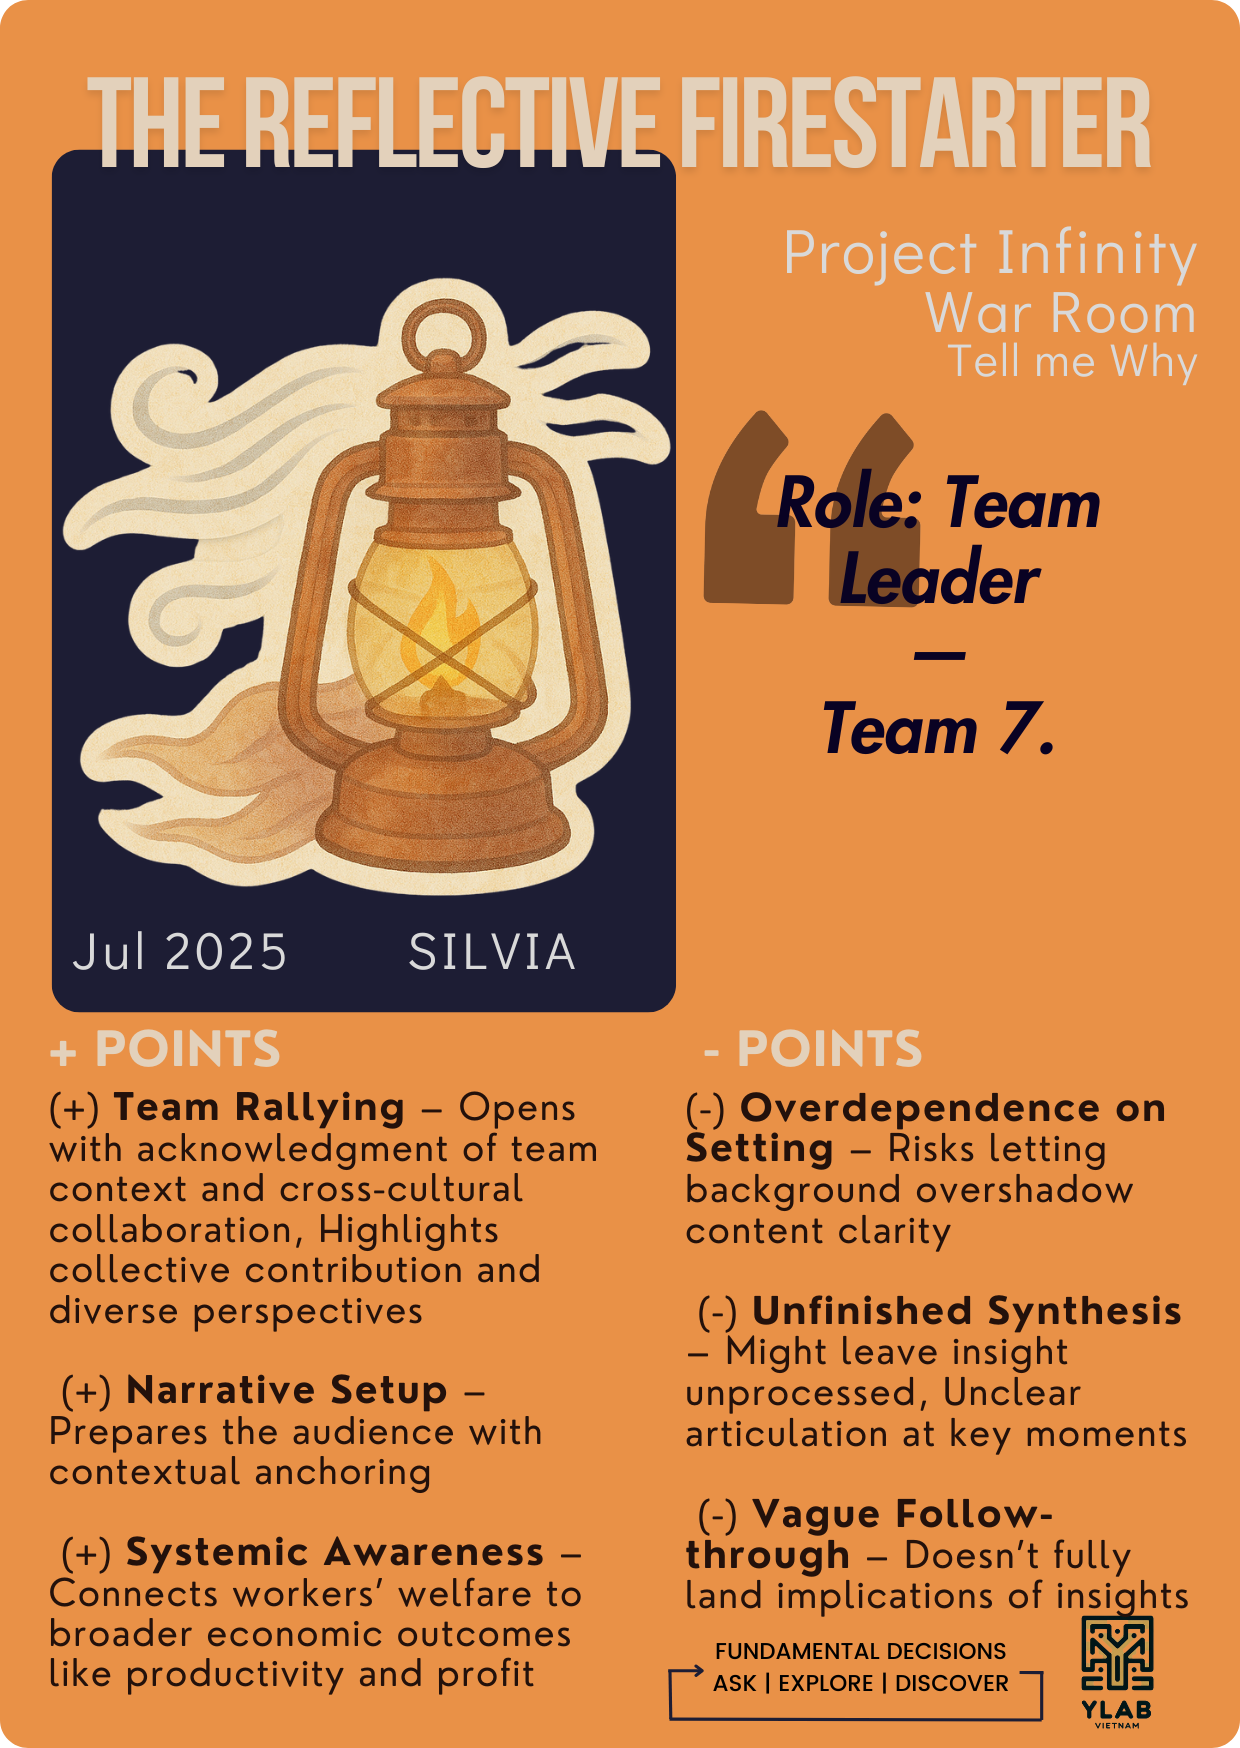 THE REFLECTIVE FIRESTARTER
Project Infinity
War Room
Tell me Why
Role: Team
Leader
—
Team 7.
Jul 2025
SILVIA
+ POINTS
(+) Team Rallying – Opens
with acknowledgment of team
context and cross-cultural
collaboration, Highlights
collective contribution and
diverse perspectives
(+) Narrative Setup –
Prepares the audience with
contextual anchoring
(+) Systemic Awareness –
Connects workers’ welfare to
broader economic outcomes
like productivity and profit
- POINTS
(-) Overdependence on
Setting – Risks letting
background overshadow
content clarity
(-) Unfinished Synthesis
– Might leave insight
unprocessed, Unclear
articulation at key moments
(-) Vague Follow-
through – Doesn’t fully
land implications of insights
FUNDAMENTAL DECISIONS
ASK | EXPLORE | DISCOVER
YLAB
VIETNAM